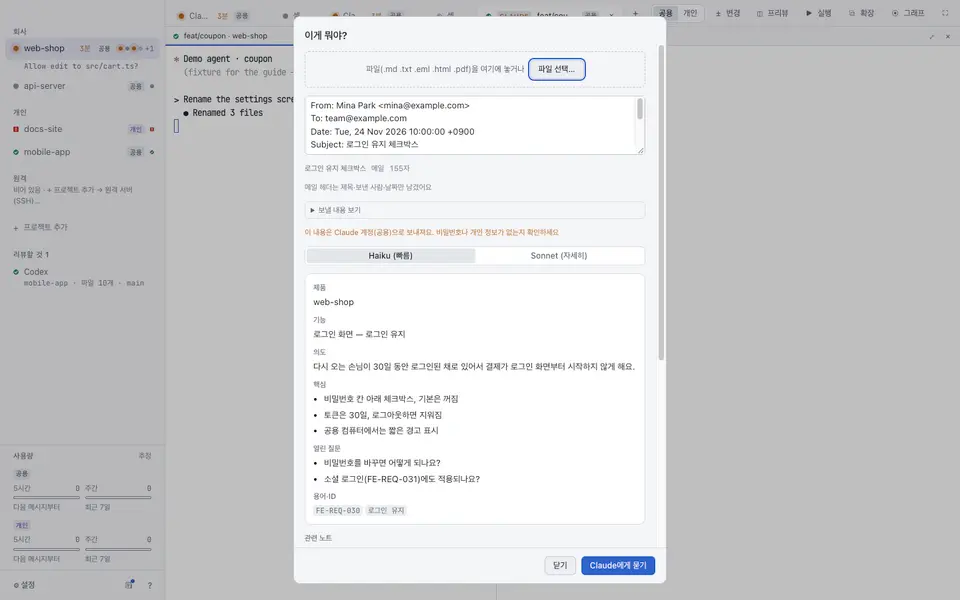 회사
web-shop 3분 공용 +1
Allow edit to src/cart.ts?
api-server 공용
개인
docs-site 개인
mobile-app 공용
원격
비어 있음 · + 프로젝트 추가 → 원격 서버
(SSH)…
+ 프로젝트 추가
리뷰할 것 1
Codex
mobile-app · 파일 10개 · main
사용량 추정
공용
5시간 0 주간 0
다음 메시지부터 최근 7일
개인
5시간 0 주간 0
다음 메시지부터 최근 7일
설정 ?
Cla… 3분 공용
feat/coupon · web-shop
공용 개인 변경 프리뷰 실행 확장 그래프
* Demo agent · coupon
(fixture for the guide
> Rename the settings scre
● Renamed 3 files
이게 뭐야?
파일(.md .txt .eml .html .pdf)을 여기에 놓거나 파일 선택…
From: Mina Park <mina@example.com>
To: team@example.com
Date: Tue, 24 Nov 2026 10:00:00 +0900
Subject: 로그인 유지 체크박스
로그인 유지 체크박스 메일 155자
메일 헤더는 제목·보낸 사람·날짜만 남겼어요
▶ 보낼 내용 보기
이 내용은 Claude 계정(공용)으로 보내져요. 비밀번호나 개인 정보가 없는지 확인하세요
Haiku (빠름) Sonnet (자세히)
제품
web-shop
기능
로그인 화면 — 로그인 유지
의도
다시 오는 손님이 30일 동안 로그인된 채로 있어서 결제가 로그인 화면부터 시작하지 않게 해요.
핵심
• 비밀번호 칸 아래 체크박스, 기본은 꺼짐
• 토큰은 30일, 로그아웃하면 지워짐
• 공용 컴퓨터에서는 짧은 경고 표시
열린 질문
• 비밀번호를 바꾸면 어떻게 되나요?
• 소셜 로그인(FE-REQ-031)에도 적용되나요?
용어·ID
FE-REQ-030 로그인 유지
관련 노트
닫기 Claude에게 묻기